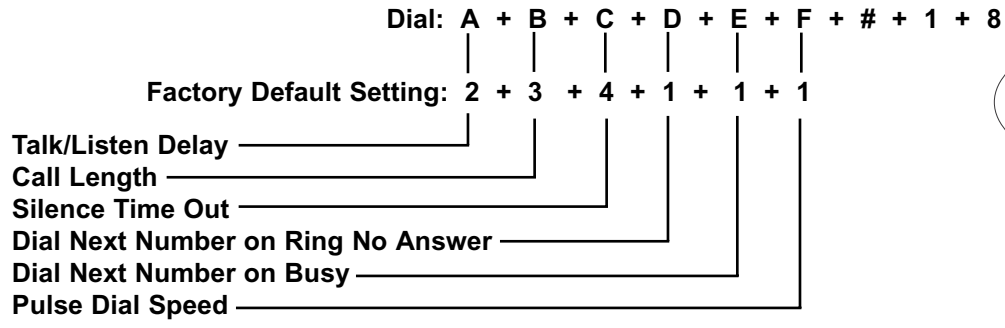 Dial: A + B + C + D + E + F + # + 1 + 8
Factory Default Setting: 2 + 3 + 4 + 1 + 1 + 1
Talk/Listen Delay
Call Length
Silence Time Out
Dial Next Number on Ring No Answer
Dial Next Number on Busy
Pulse Dial Speed